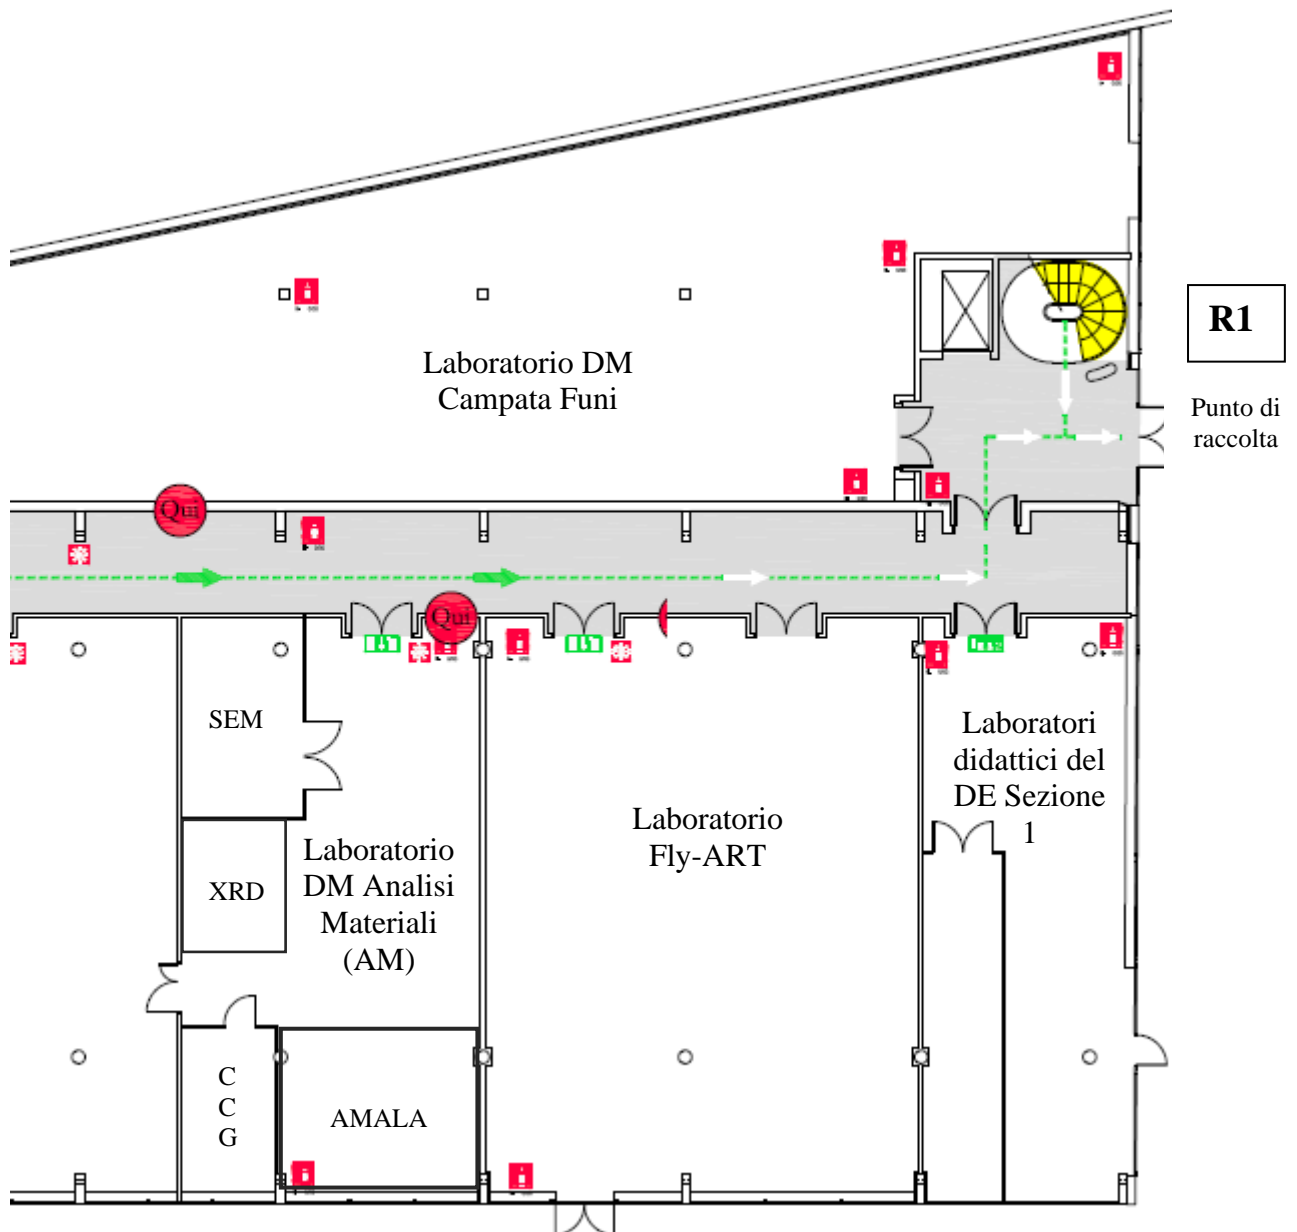 R1
Laboratorio DM
Campata Funi
Punto di
raccolta
Qui
Qui
SEM
Laboratori
didattici del
DE Sezione
1
Laboratorio
Fly-ART
Laboratorio
DM Analisi
Materiali
(AM)
XRD
C
C
G
AMALA